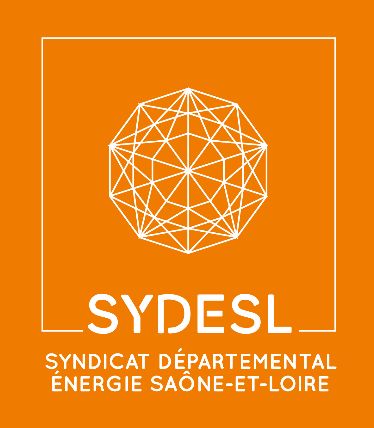 SYDESL
SYNDICAT DÉPARTEMENTAL
ÉNERGIE SAÔNE-ET-LOIRE